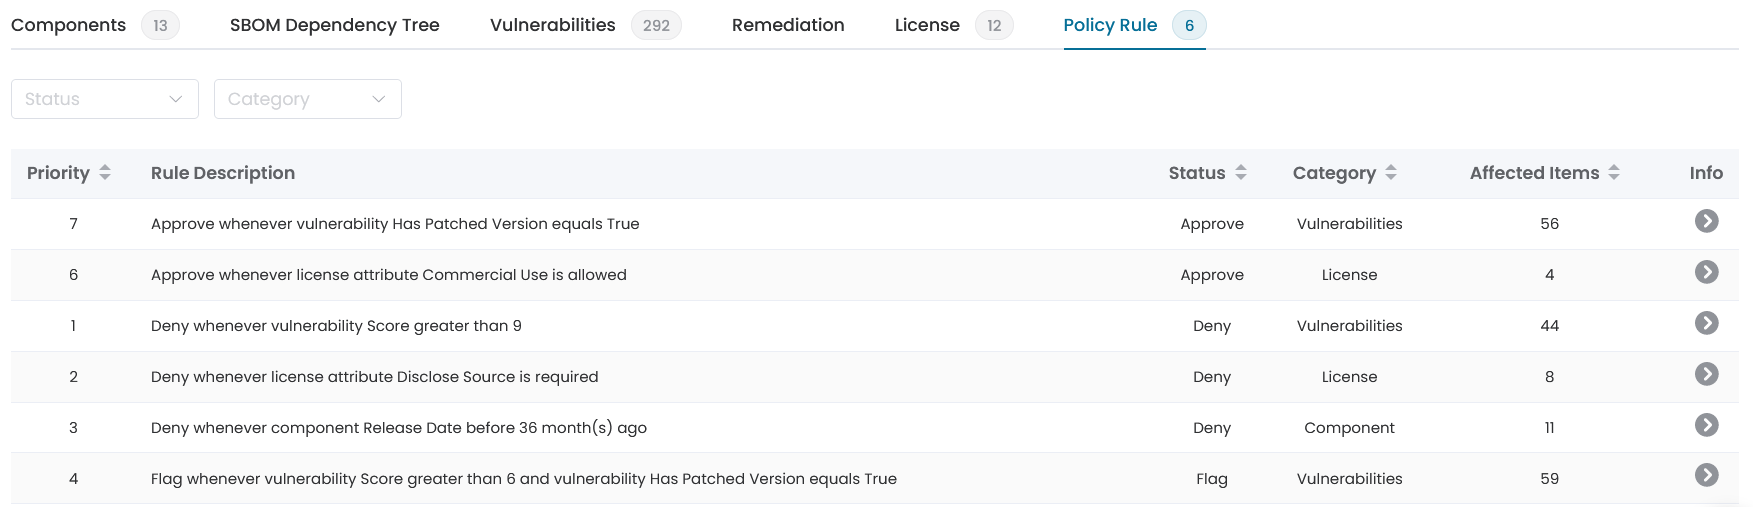 Components 13 SBOM Dependency Tree Vulnerabilities 292 Remediation License 12 Policy Rule 6
Status Category
Priority Rule Description Status Category Affected Items Info
7 Approve whenever vulnerability Has Patched Version equals True Approve Vulnerabilities 56
6 Approve whenever license attribute Commercial Use is allowed Approve License 4
1 Deny whenever vulnerability Score greater than 9 Deny Vulnerabilities 44
2 Deny whenever license attribute Disclose Source is required Deny License 8
3 Deny whenever component Release Date before 36 month(s) ago Deny Component 11
4 Flag whenever vulnerability Score greater than 6 and vulnerability Has Patched Version equals True Flag Vulnerabilities 59